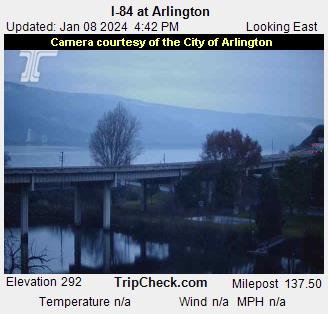 I-84 at Arlington
Updated: Jan 08 2024 4:42 PM Looking East
Camera courtesy of the City of Arlington
Elevation 292 TripCheck.com Milepost 137.50
Temperature n/a Wind n/a MPH n/a